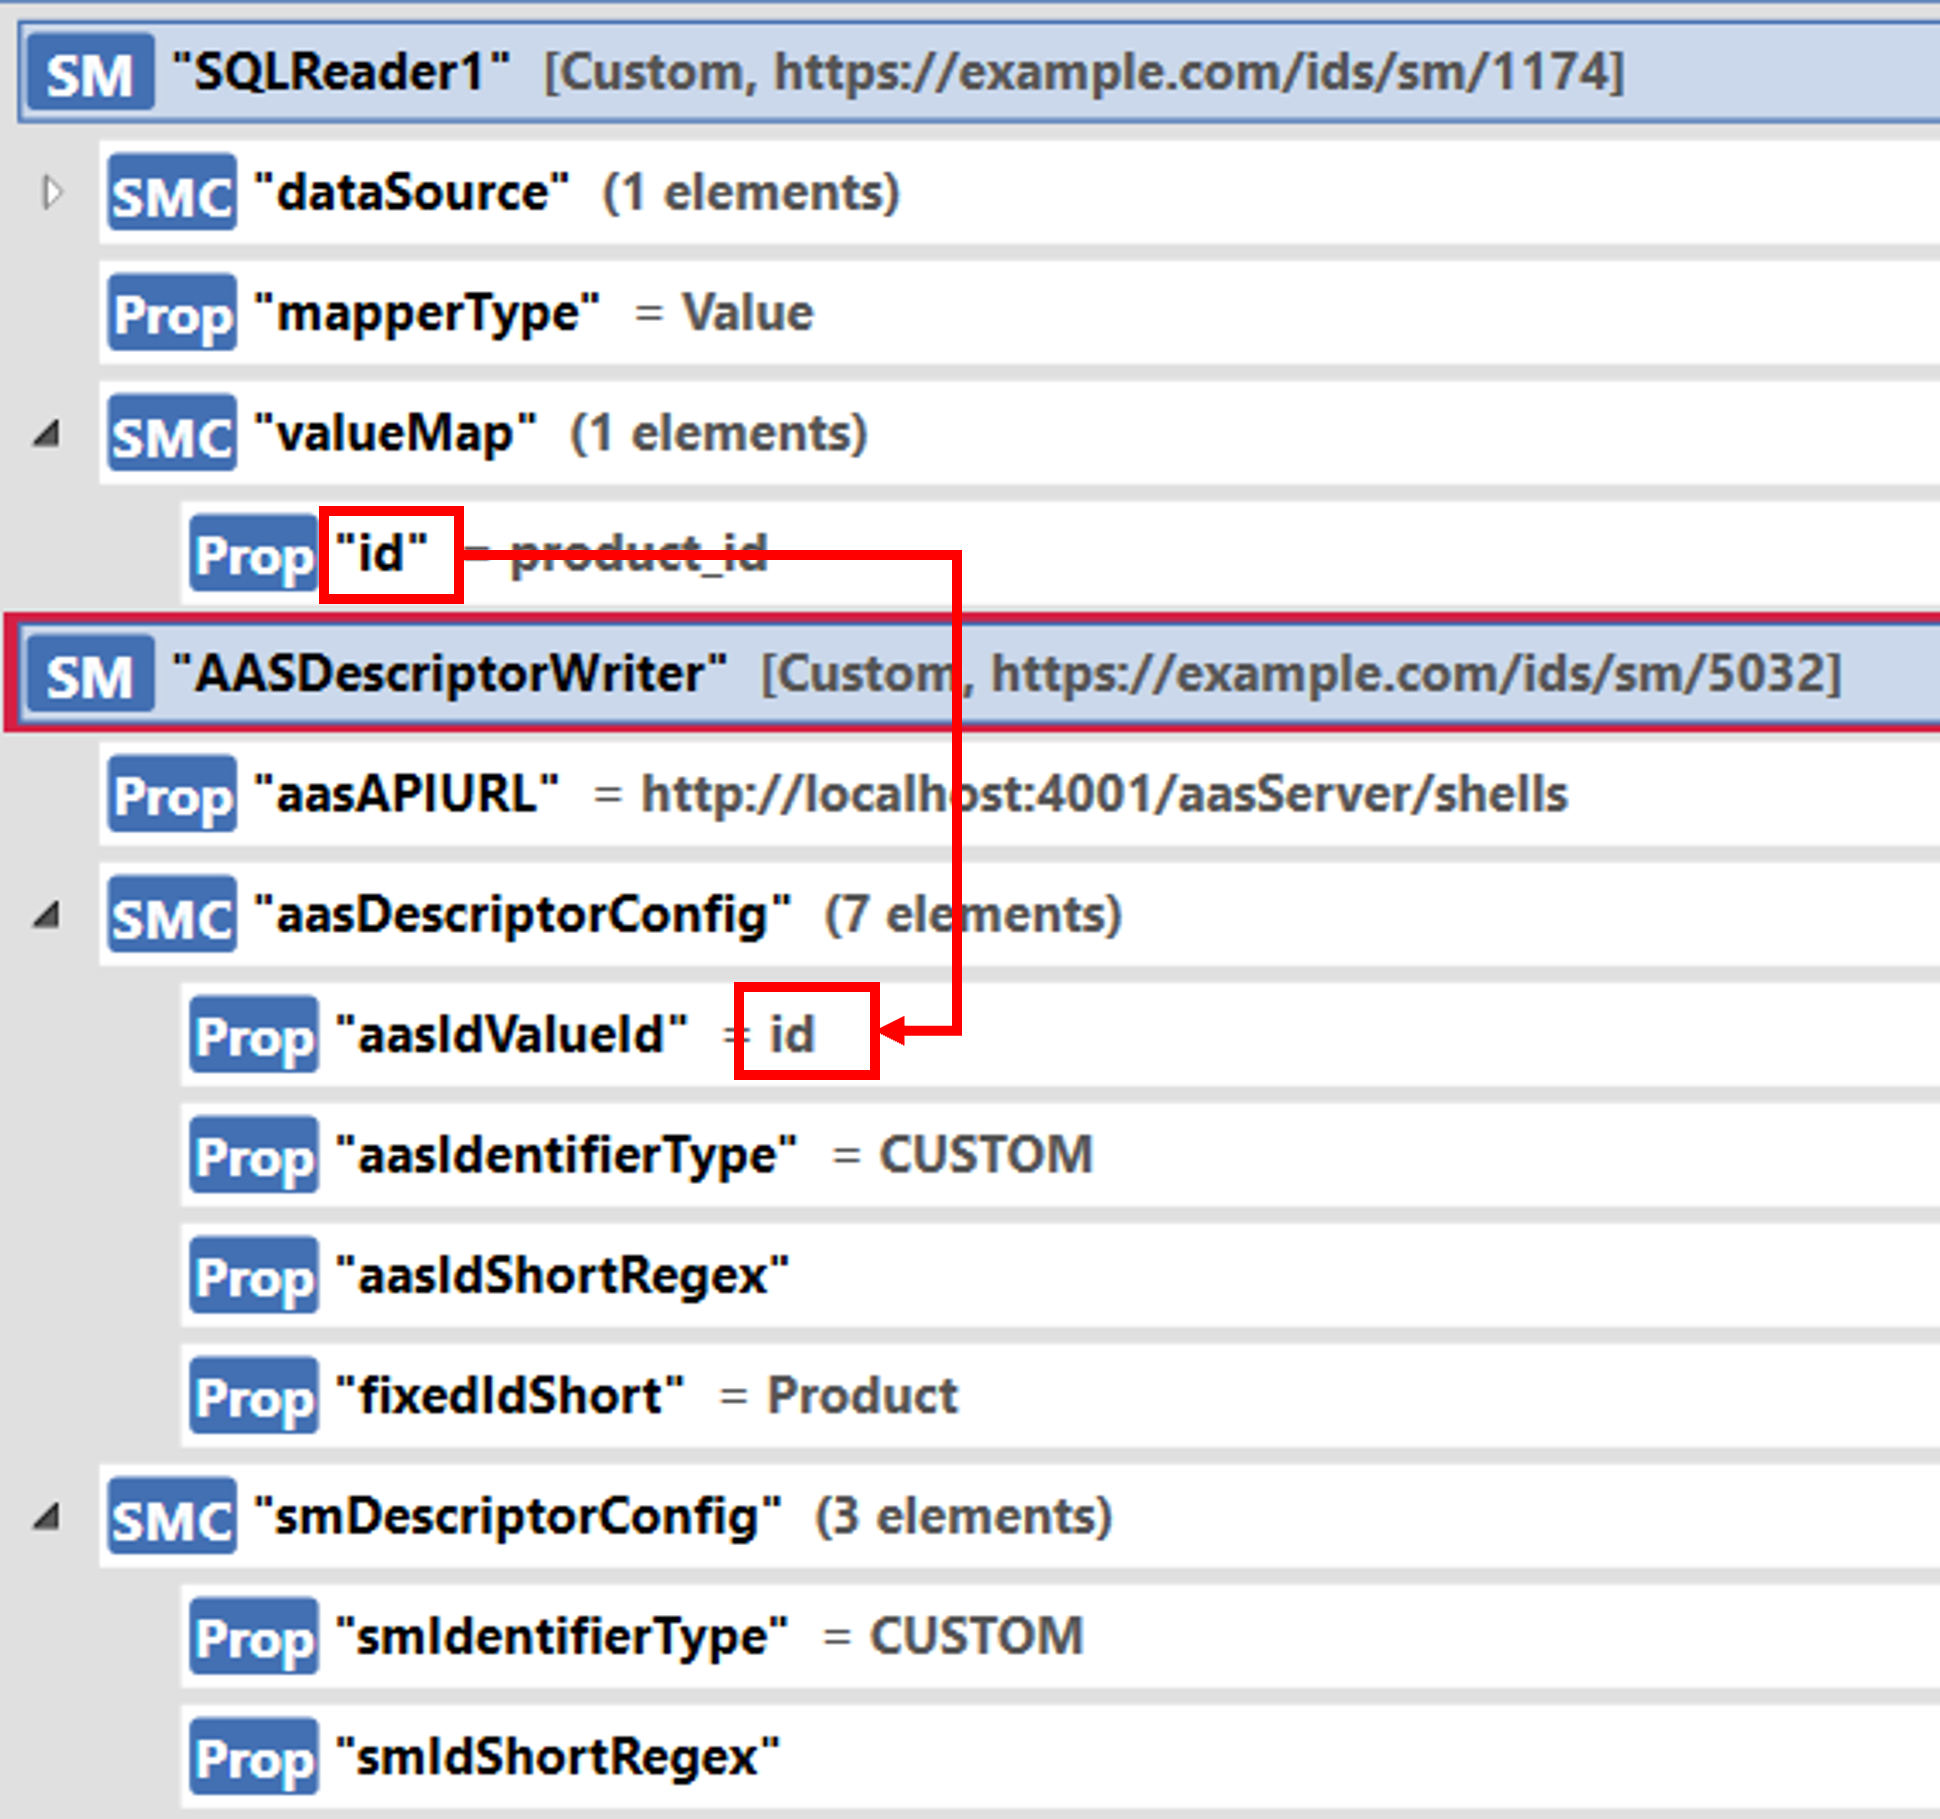 SM "SQLReader1" [Custom, https://example.com/ids/sm/1174]
SMC "dataSource" (1 elements)
Prop "mapperType" = Value
SMC "valueMap" (1 elements)
Prop "id" = product_id
SM "AASDescriptorWriter" [Custom, https://example.com/ids/sm/5032]
Prop "aasAPIURL" = http://localhost:4001/aasServer/shells
SMC "aasDescriptorConfig" (7 elements)
Prop "aasIdValueId" = id
Prop "aasIdentifierType" = CUSTOM
Prop "aasIdShortRegex"
Prop "fixedIdShort" = Product
SMC "smDescriptorConfig" (3 elements)
Prop "smIdentifierType" = CUSTOM
Prop "smIdShortRegex"